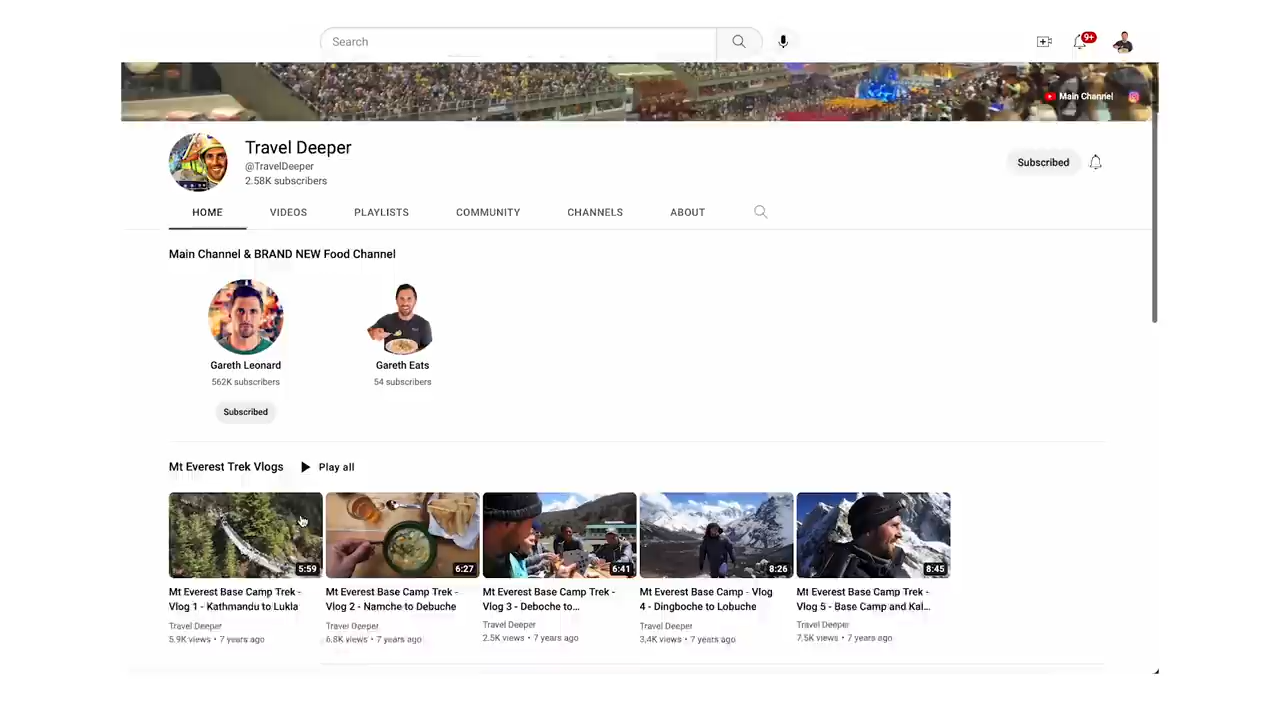 Search
9+
Main Channel
Travel Deeper
@TravelDeeper
2.58K subscribers
Subscribed
HOME
VIDEOS
PLAYLISTS
COMMUNITY
CHANNELS
ABOUT
Main Channel & BRAND NEW Food Channel
Gareth Leonard
562K subscribers
Subscribed
Gareth Eats
54 subscribers
Mt Everest Trek Vlogs
Play all
5:59
6:27
6:41
8:26
8:45
Mt Everest Base Camp Trek -
Vlog 1 - Kathmandu to Lukla
Travel Deeper
5.9K views • 7 years ago
Mt Everest Base Camp Trek -
Vlog 2 - Namche to Debuche
Travel Deeper
6.8K views • 7 years ago
Mt Everest Base Camp Trek -
Vlog 3 - Deboche to...
Travel Deeper
2.5K views • 7 years ago
Mt Everest Base Camp - Vlog
4 - Dingboche to Lobuche
Travel Deeper
3.4K views • 7 years ago
Mt Everest Base Camp Trek -
Vlog 5 - Base Camp and Kal...
Travel Deeper
7.5K views • 7 years ago